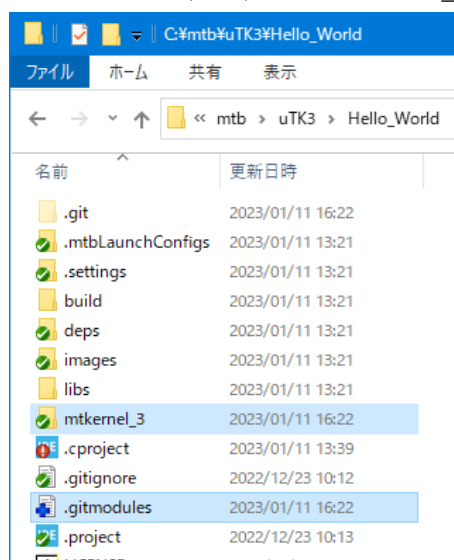 C:¥mtb¥uTK3¥Hello_World
ファイル ホーム 共有 表示
« mtb › uTK3 › Hello_World
名前 更新日時
.git 2023/01/11 16:22
.mtbLaunchConfigs 2023/01/11 13:21
.settings 2023/01/11 13:21
build 2023/01/11 13:21
deps 2023/01/11 13:21
images 2023/01/11 13:21
libs 2023/01/11 13:21
mtkernel_3 2023/01/11 16:22
.cproject 2023/01/11 13:39
.gitignore 2022/12/23 10:12
.gitmodules 2023/01/11 16:22
.project 2022/12/23 10:13